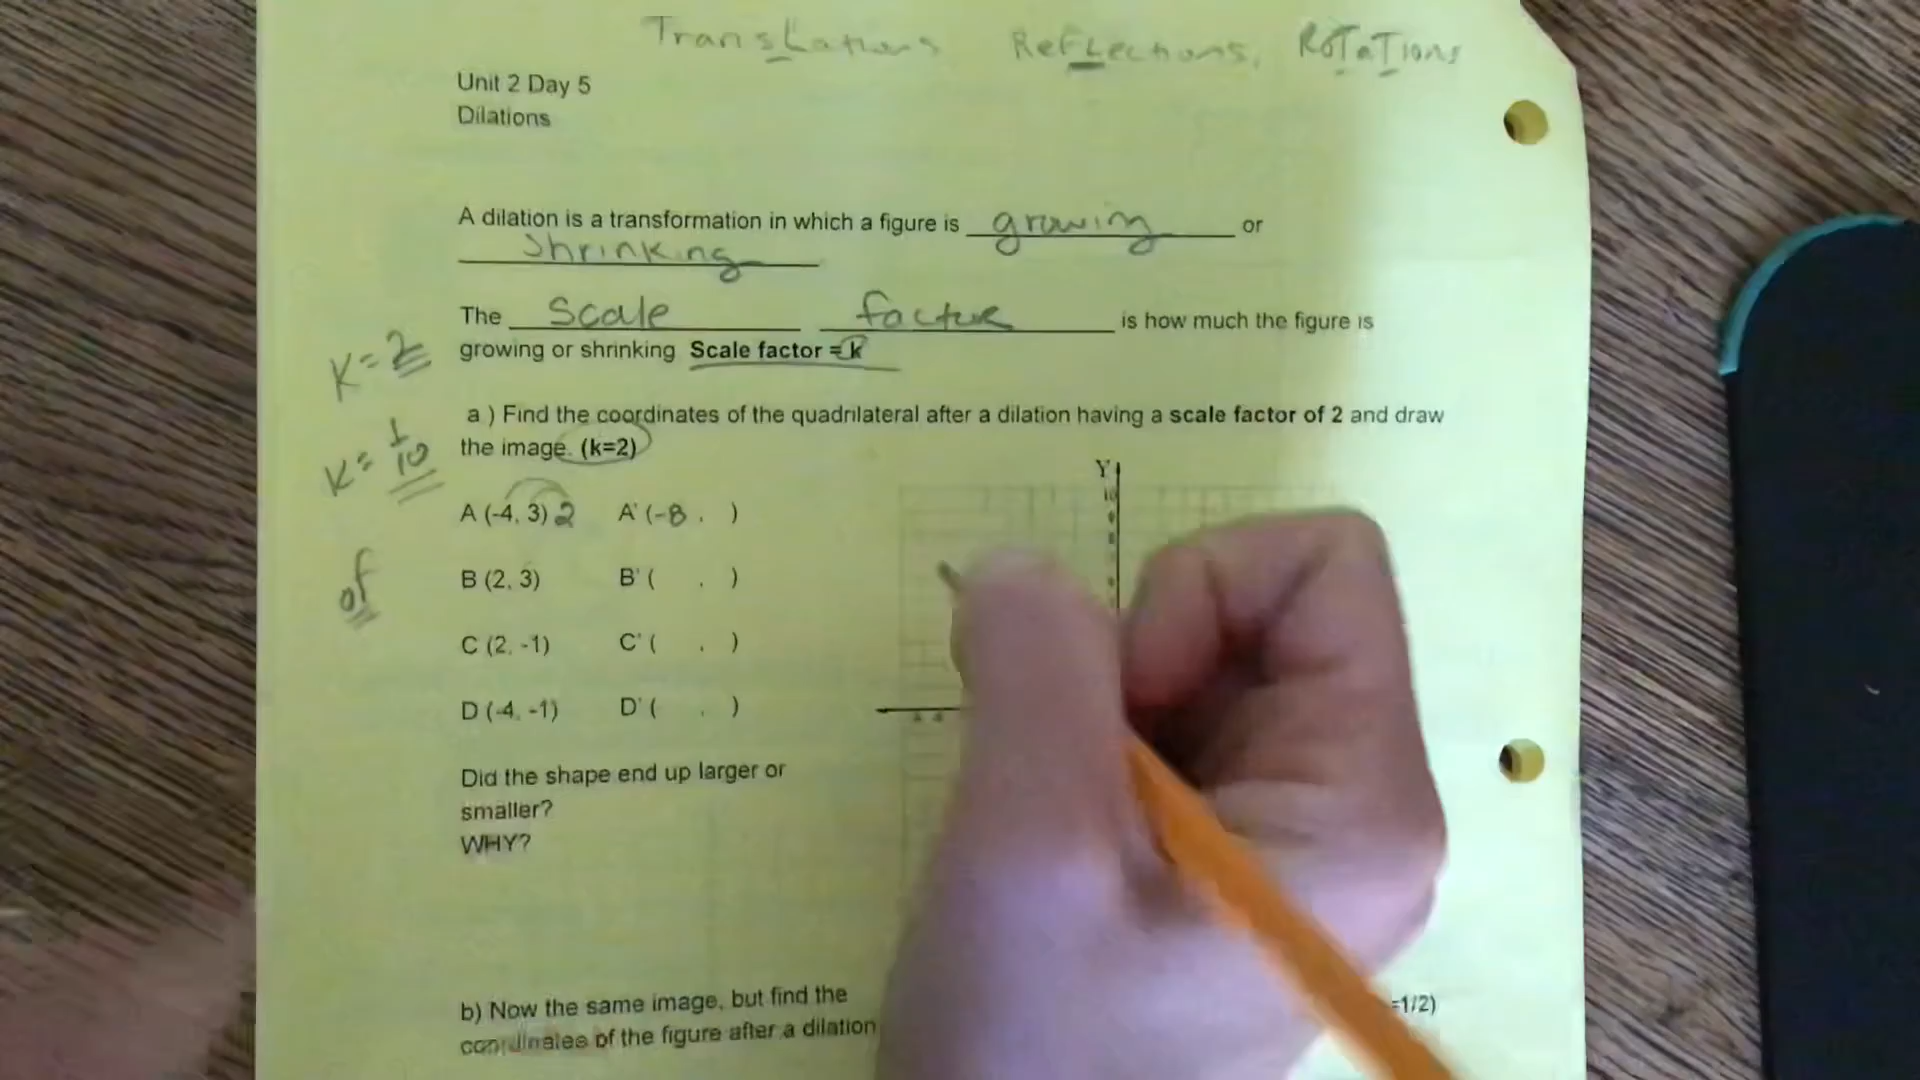 Translations Reflections, Rotations
Unit 2 Day 5
Dilations
A dilation is a transformation in which a figure is growing or
shrinking
The scale factor is how much the figure is
growing or shrinking Scale factor = k
K=2
a ) Find the coordinates of the quadrilateral after a dilation having a scale factor of 2 and draw
the image. (k=2)
K= 1/10
Y
10
9
8
A (-4, 3) 2 A' (-8 , )
of
B (2, 3) B' ( , )
C (2, -1) C' ( , )
D (-4, -1) D' ( , )
Did the shape end up larger or
smaller?
WHY?
b) Now the same image, but find the =1/2)
coordinates of the figure after a dilation